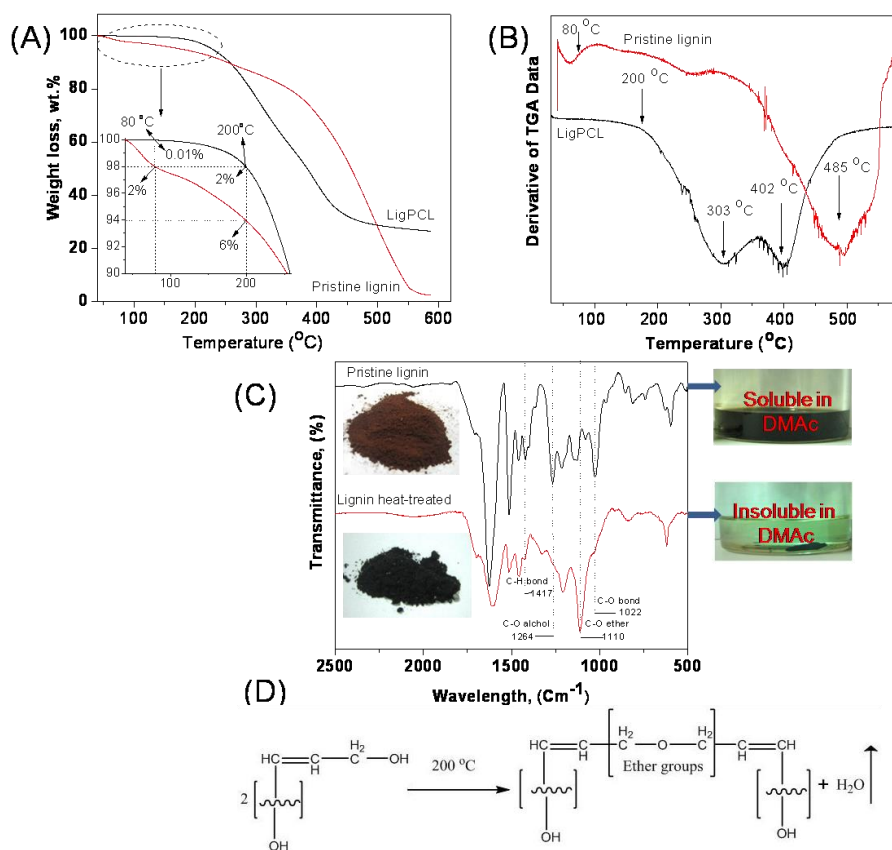 (A)
100
80
60
40
20
0
Weight loss, wt.%
80°C
0.01%
200°C
2%
2%
6%
100
98
96
94
92
90
100
200
LigPCL
Pristine lignin
100
200
300
400
500
600
Temperature (°C)
(B)
80 °C
Pristine lignin
200 °C
LigPCL
303 °C
402 °C
485 °C
Derivative of TGA Data
100
200
300
400
500
Temperature (°C)
(C)
Pristine lignin
Lignin heat-treated
Transmittance, (%)
C-H bond
1417
C-O bond
1022
C-O alchol
1264
C-O ether
1110
2500
2000
1500
1000
500
Wavelength, (Cm⁻¹)
Soluble in
DMAc
Insoluble in
DMAc
(D)
2
HC
C
H
H₂
C
OH
OH
200 °C
HC
C
H
H₂
C
O
H₂
C
C
H
CH
Ether groups
OH
OH
+ H₂O